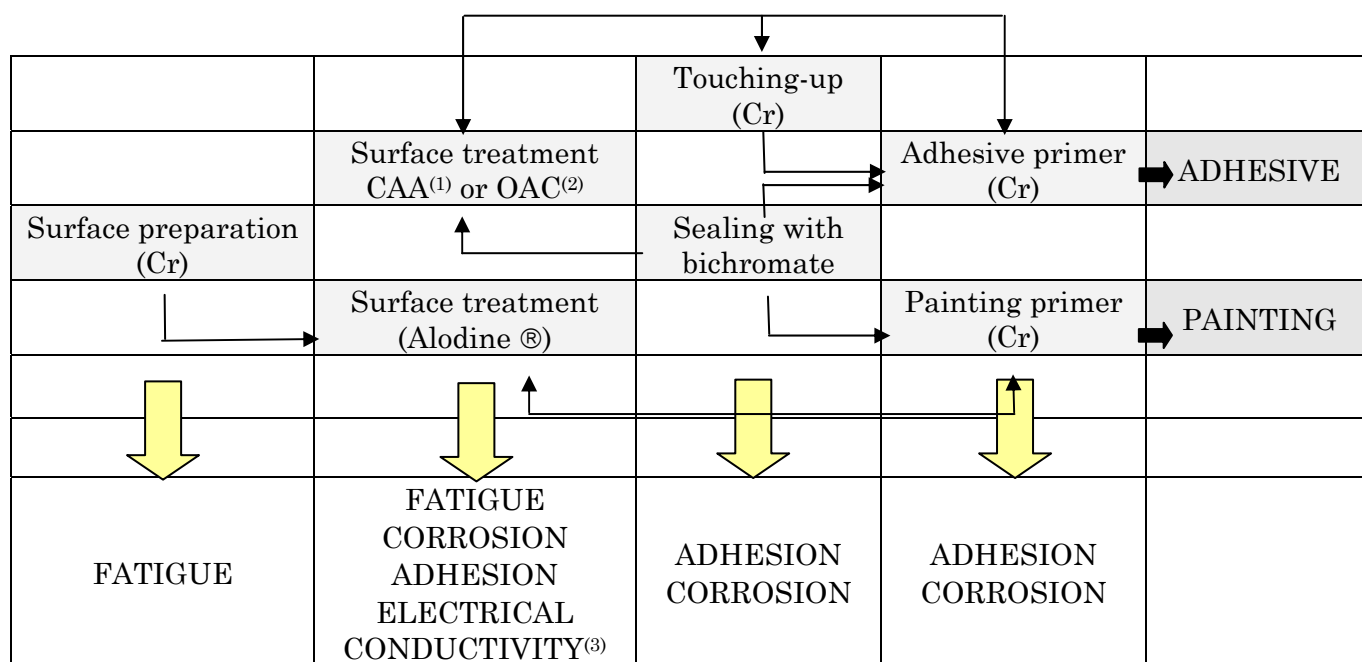 Touching-up
(Cr)
Surface treatment
CAA(1) or OAC(2)
Adhesive primer
(Cr)
ADHESIVE
Surface preparation
(Cr)
Sealing with
bichromate
Surface treatment
(Alodine ®)
Painting primer
(Cr)
PAINTING
FATIGUE
FATIGUE
CORROSION
ADHESION
ELECTRICAL
CONDUCTIVITY(3)
ADHESION
CORROSION
ADHESION
CORROSION